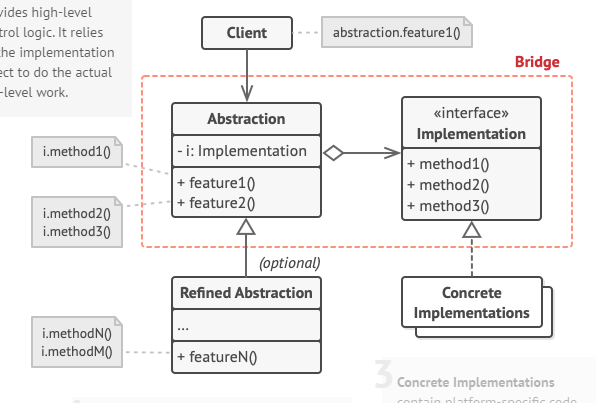 vides high-level
trol logic. It relies
the implementation
ect to do the actual
-level work.
Client
abstraction.feature1()
Bridge
Abstraction
- i: Implementation
+ feature1()
+ feature2()
«interface»
Implementation
+ method1()
+ method2()
+ method3()
i.method1()
i.method2()
i.method3()
(optional)
Refined Abstraction
...
+ featureN()
Concrete
Implementations
i.methodN()
i.methodM()
3
Concrete Implementations
contain platform-specific code